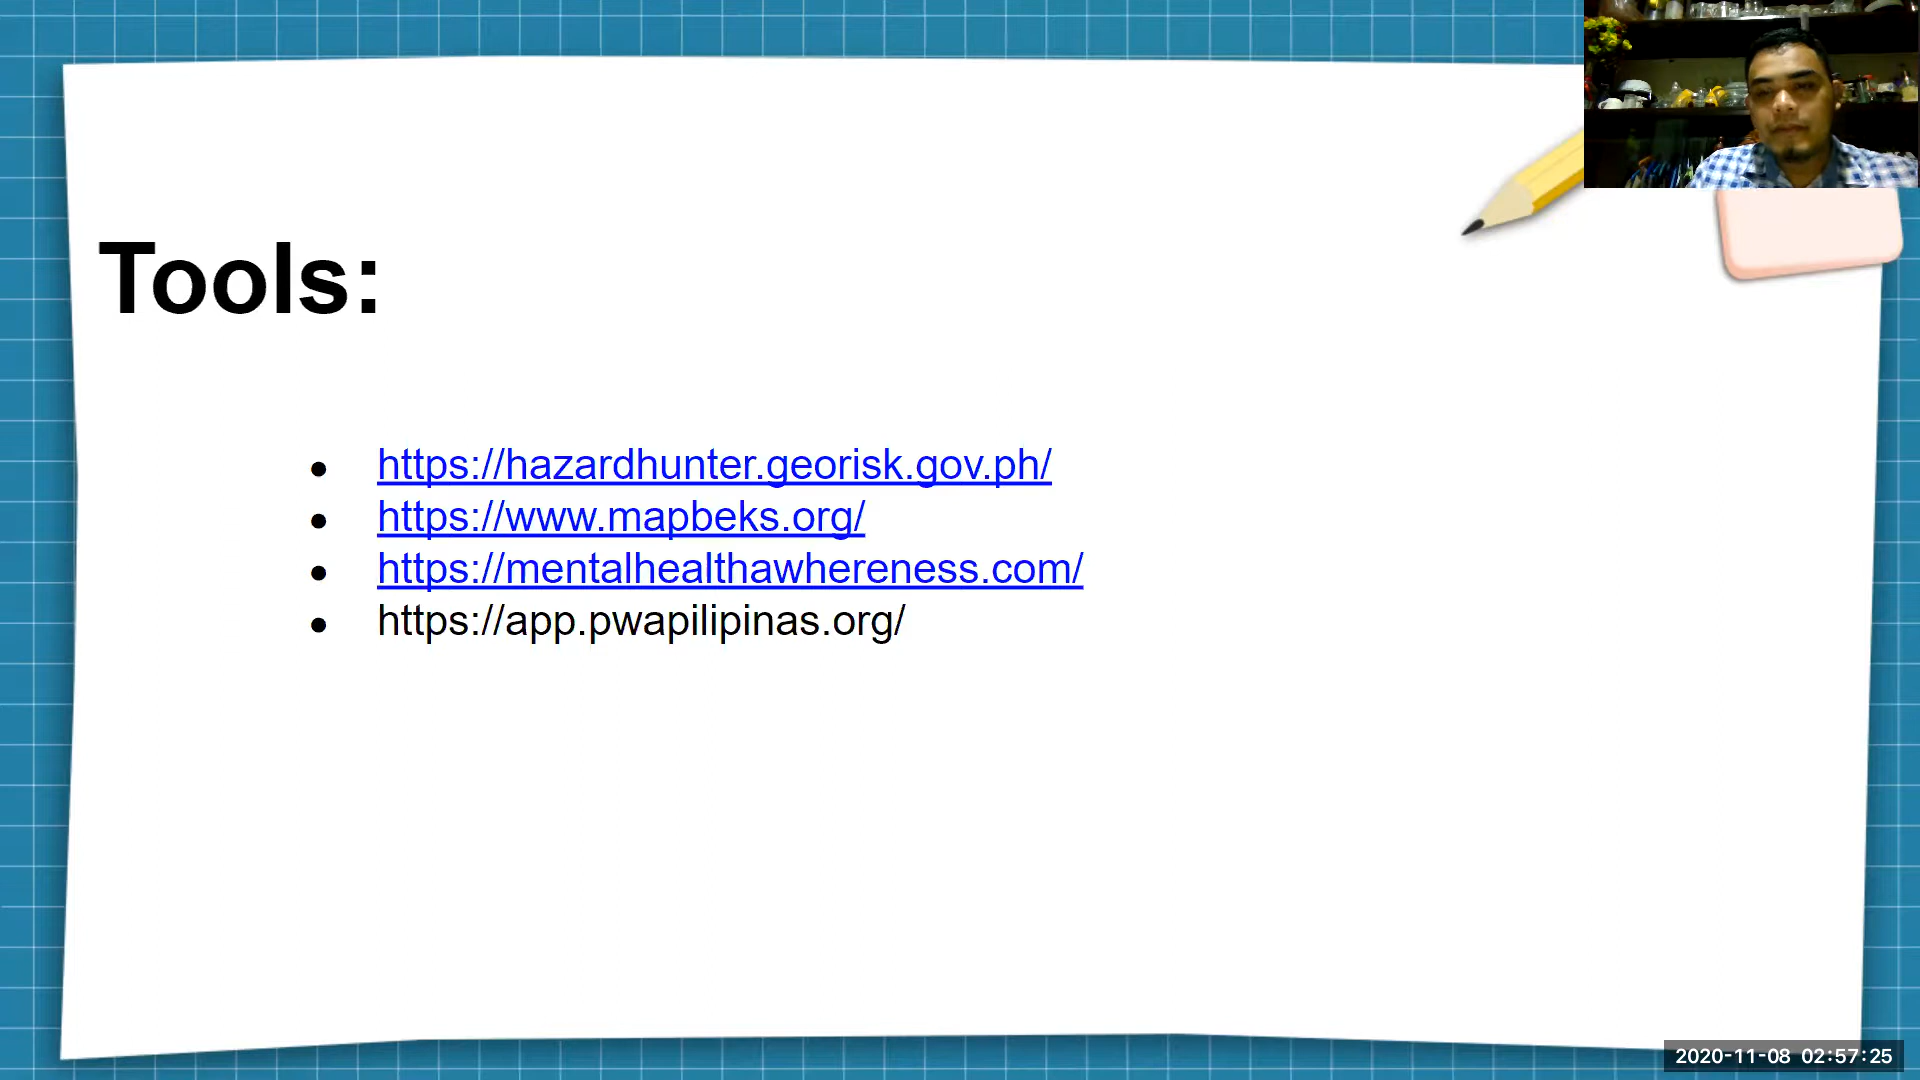 Tools:
● https://hazardhunter.georisk.gov.ph/
● https://www.mapbeks.org/
● https://mentalhealthawhereness.com/
● https://app.pwapilipinas.org/
2020-11-08 02:57:25